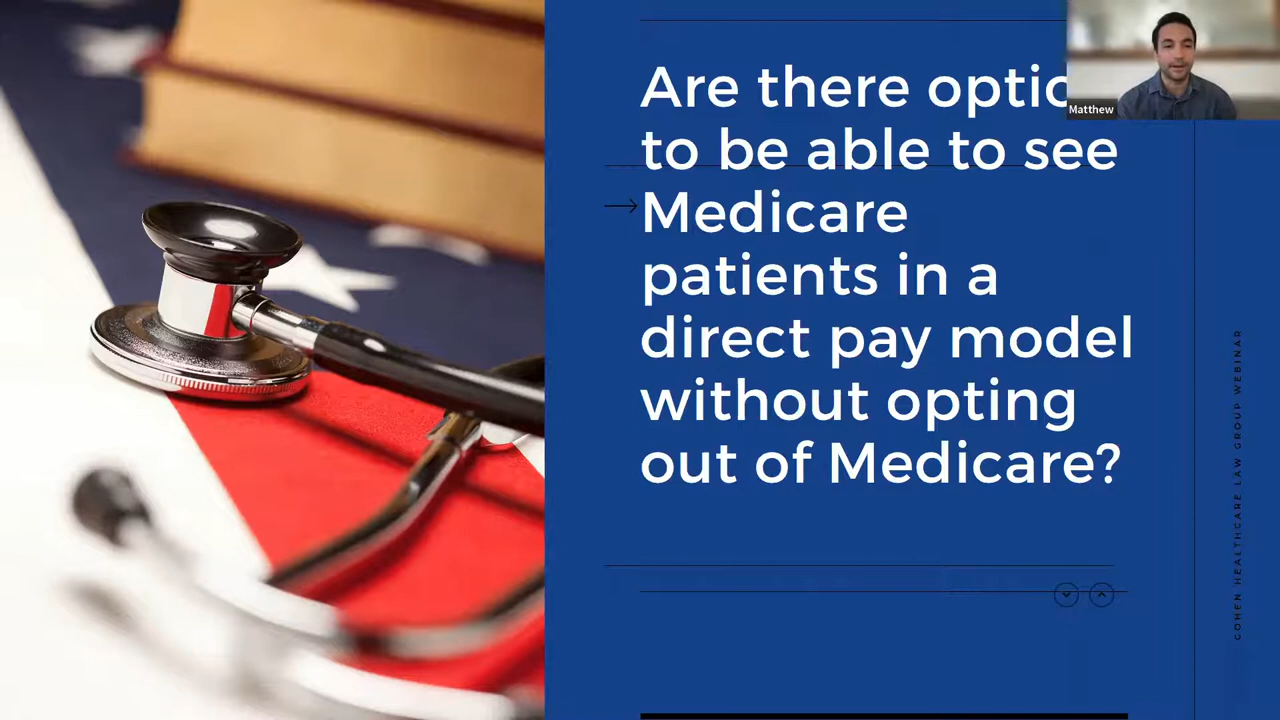 Are there optio
to be able to see
Medicare
patients in a
direct pay model
without opting
out of Medicare?
Matthew
COHEN HEALTHCARE LAW GROUP WEBINAR